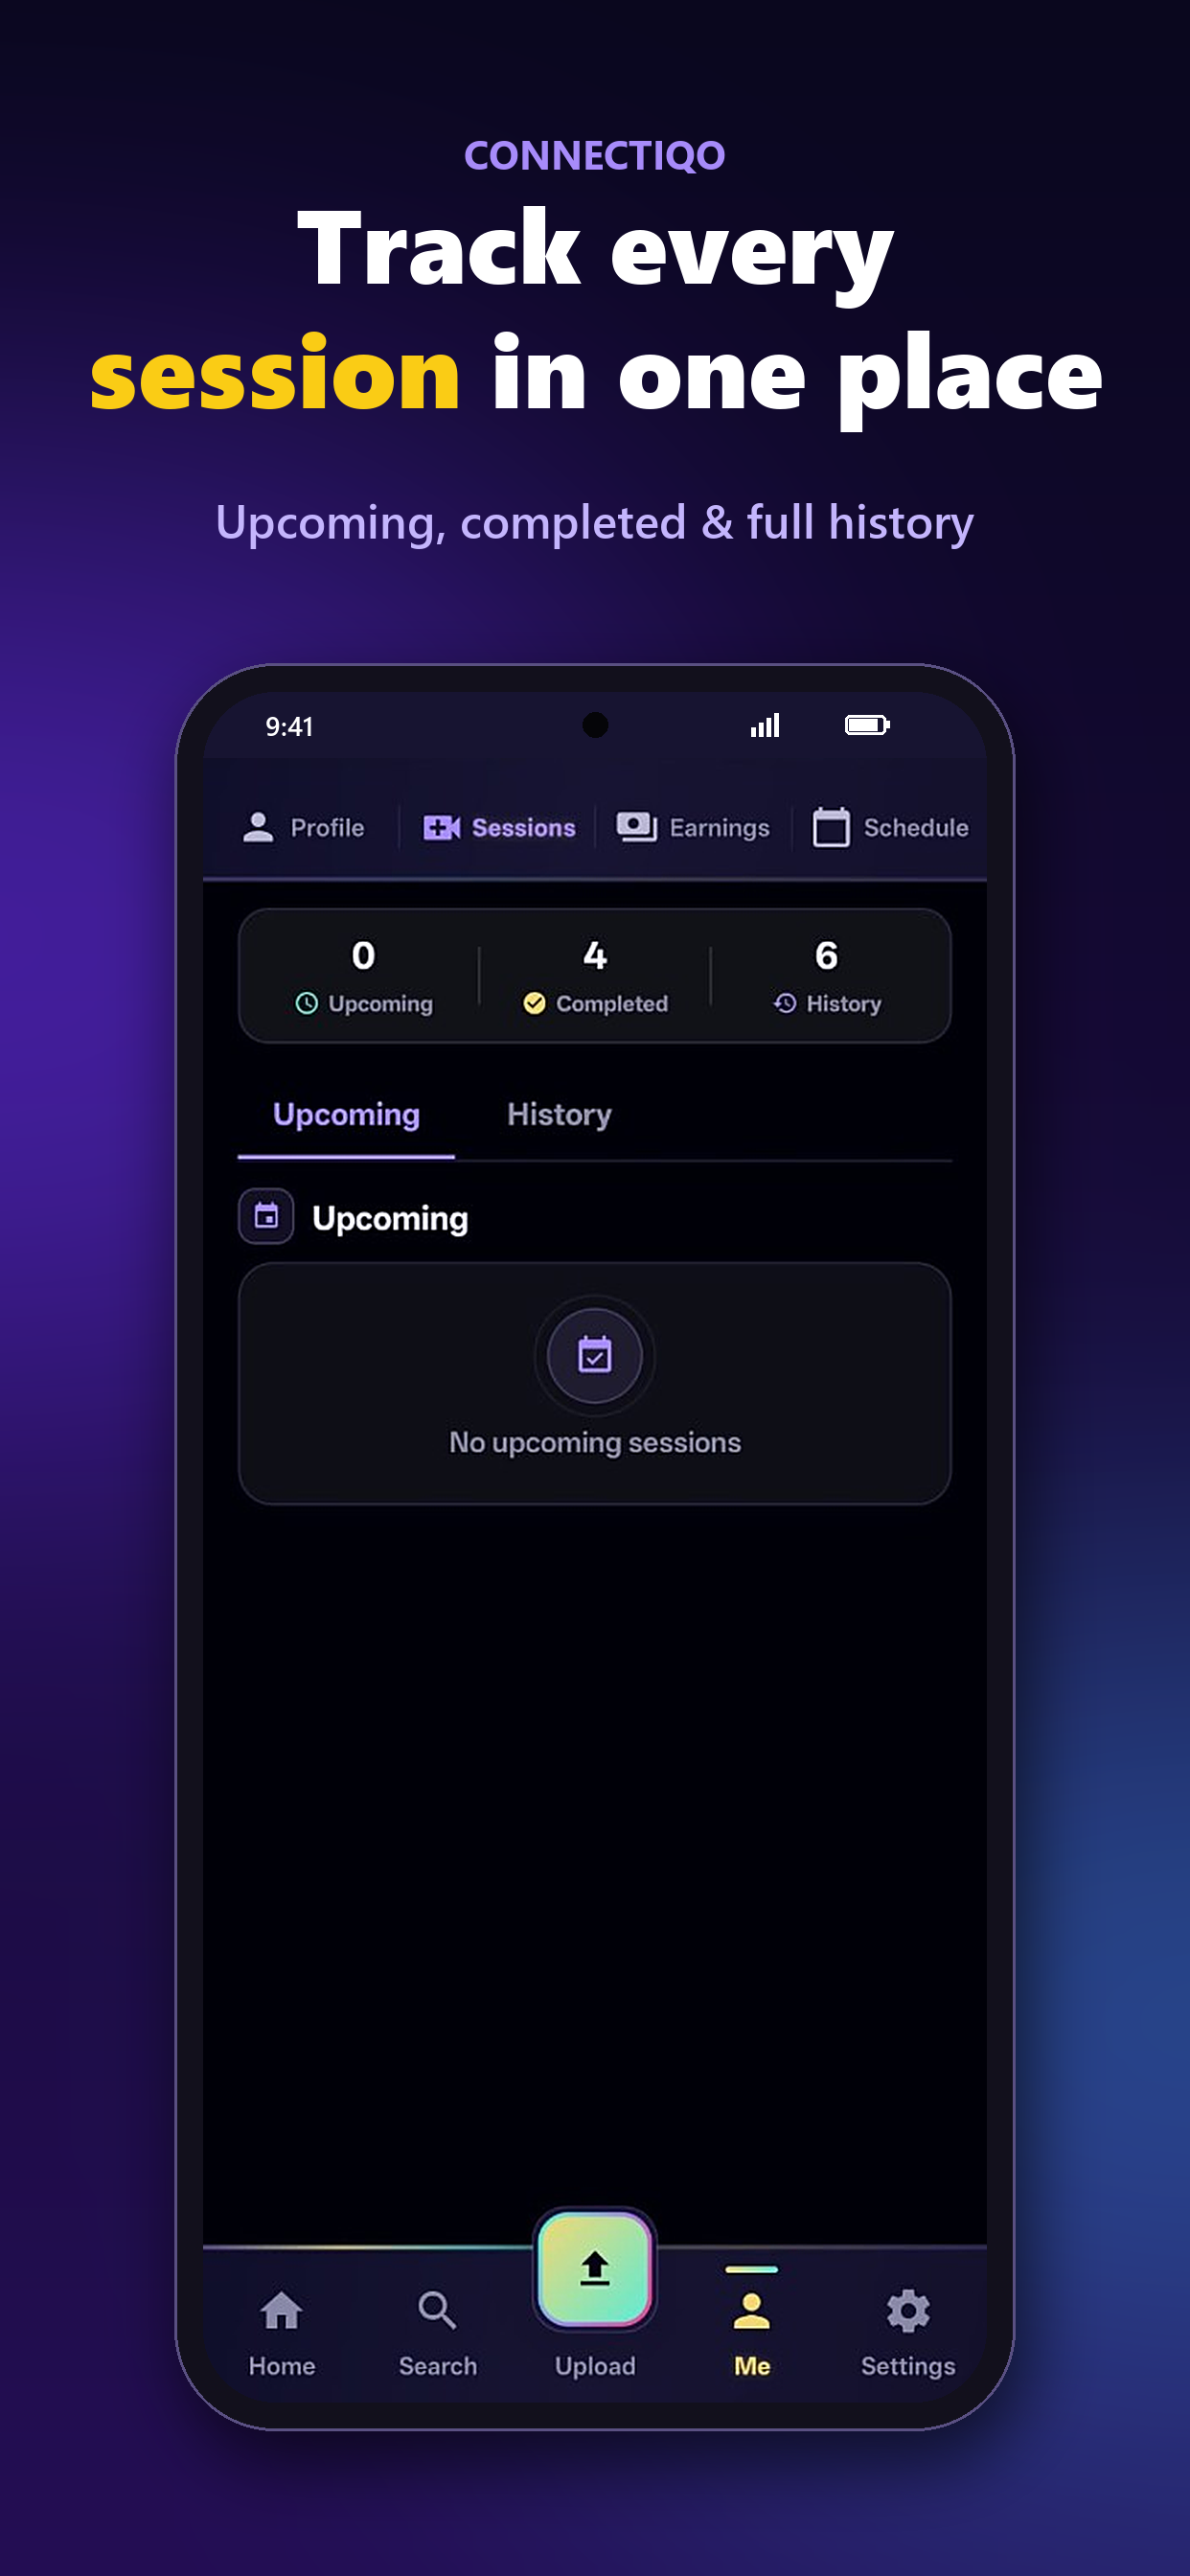 CONNECTIQO
Track every
session in one place
Upcoming, completed & full history
9:41
Profile
Sessions
Earnings
Schedule
0
4
6
Upcoming
Completed
History
Upcoming
History
Upcoming
No upcoming sessions
Home
Search
Upload
Me
Settings